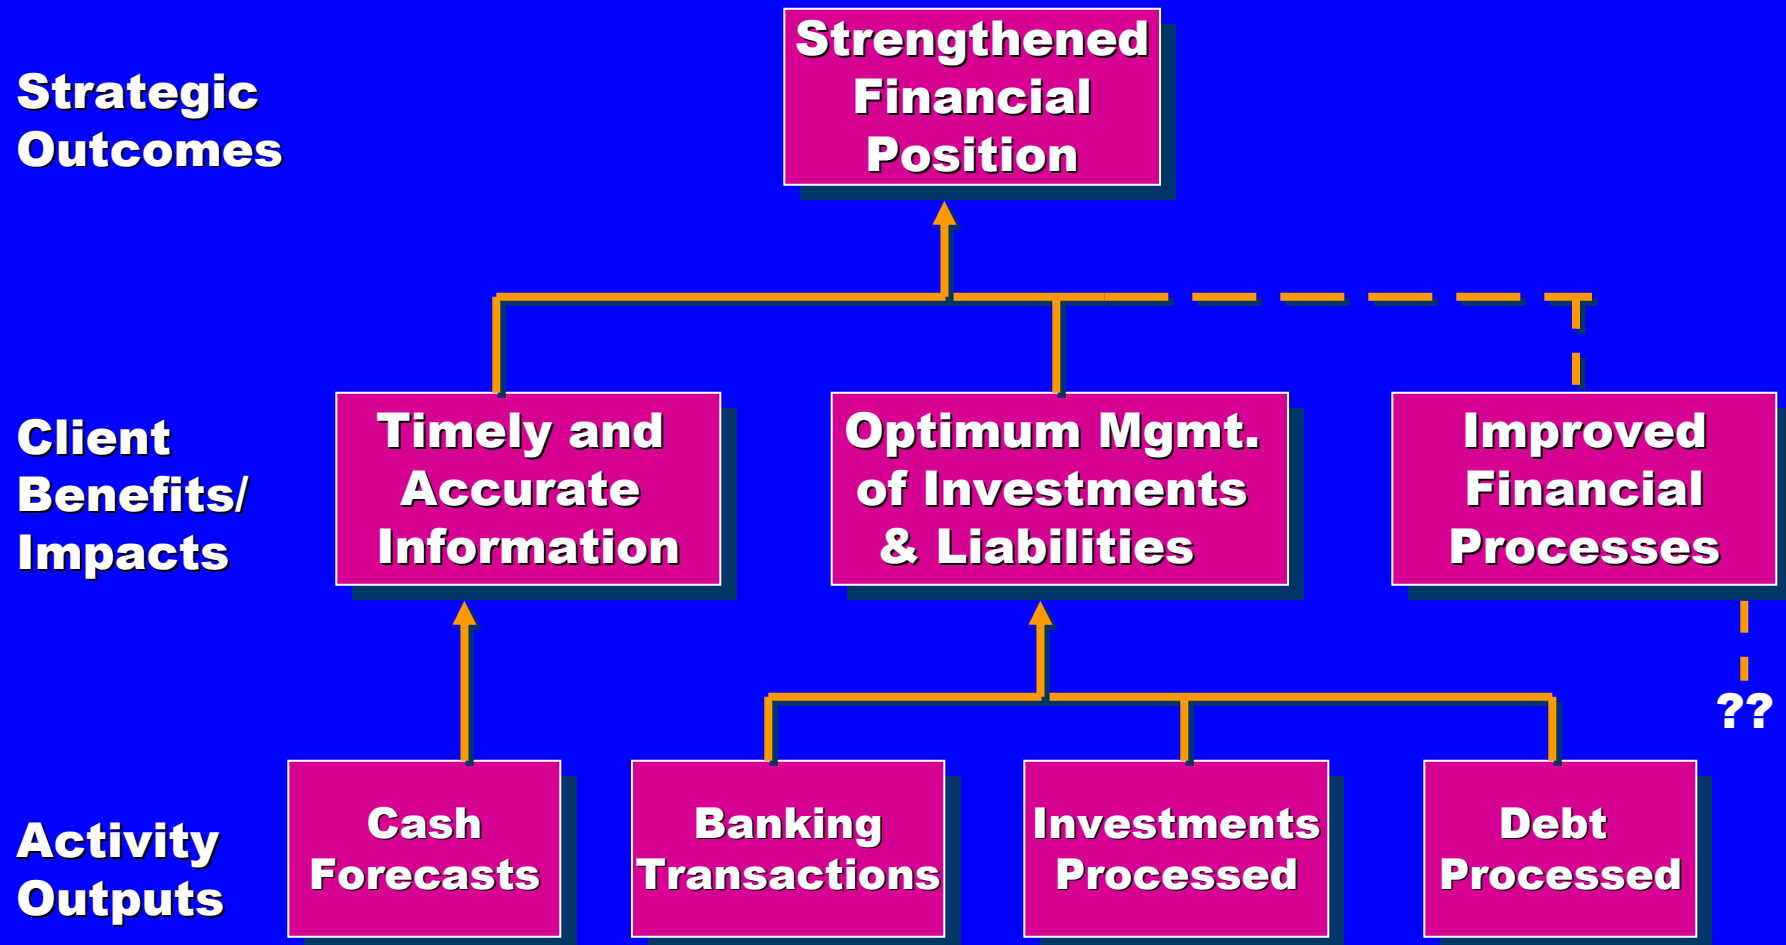 Strengthened
Financial
Position
Strategic
Outcomes
Client
Benefits/
Impacts
Timely and
Accurate
Information
Optimum Mgmt.
of Investments
& Liabilities
Improved
Financial
Processes
??
Activity
Outputs
Cash
Forecasts
Banking
Transactions
Investments
Processed
Debt
Processed